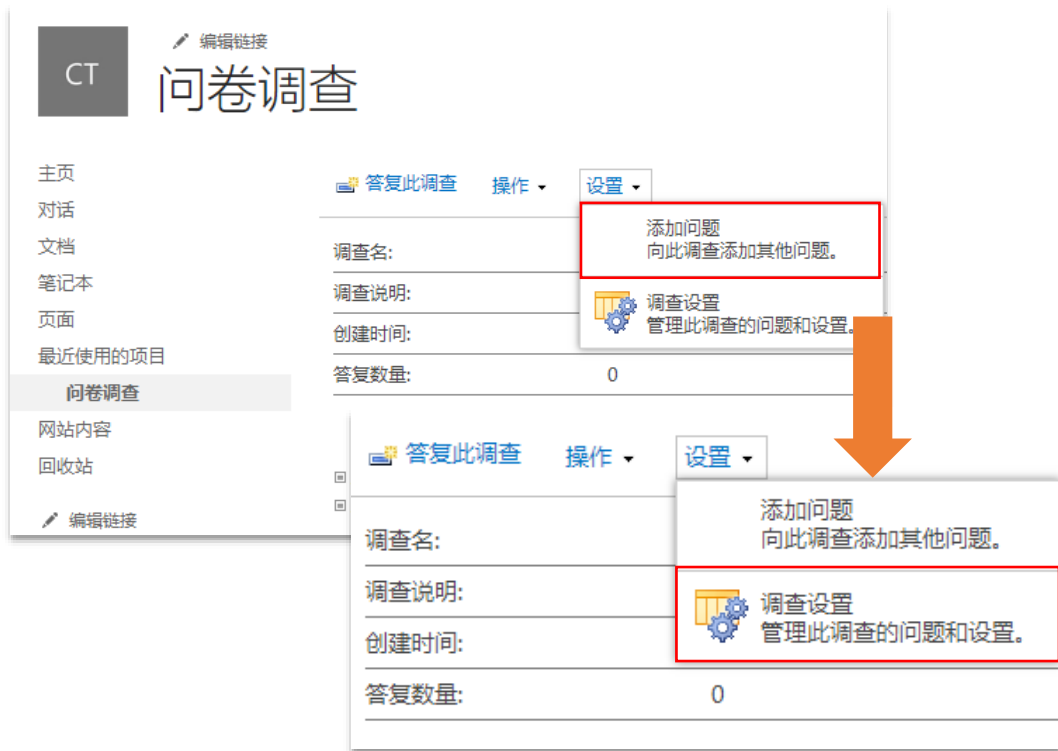 CT
编辑链接
问卷调查
主页
对话
文档
笔记本
页面
最近使用的项目
问卷调查
网站内容
回收站
编辑链接
答复此调查 操作 设置
添加问题
向此调查添加其他问题。
调查设置
管理此调查的问题和设置。
调查名:
调查说明:
创建时间:
答复数量: 0
答复此调查 操作 设置
添加问题
向此调查添加其他问题。
调查设置
管理此调查的问题和设置。
调查名:
调查说明:
创建时间:
答复数量: 0